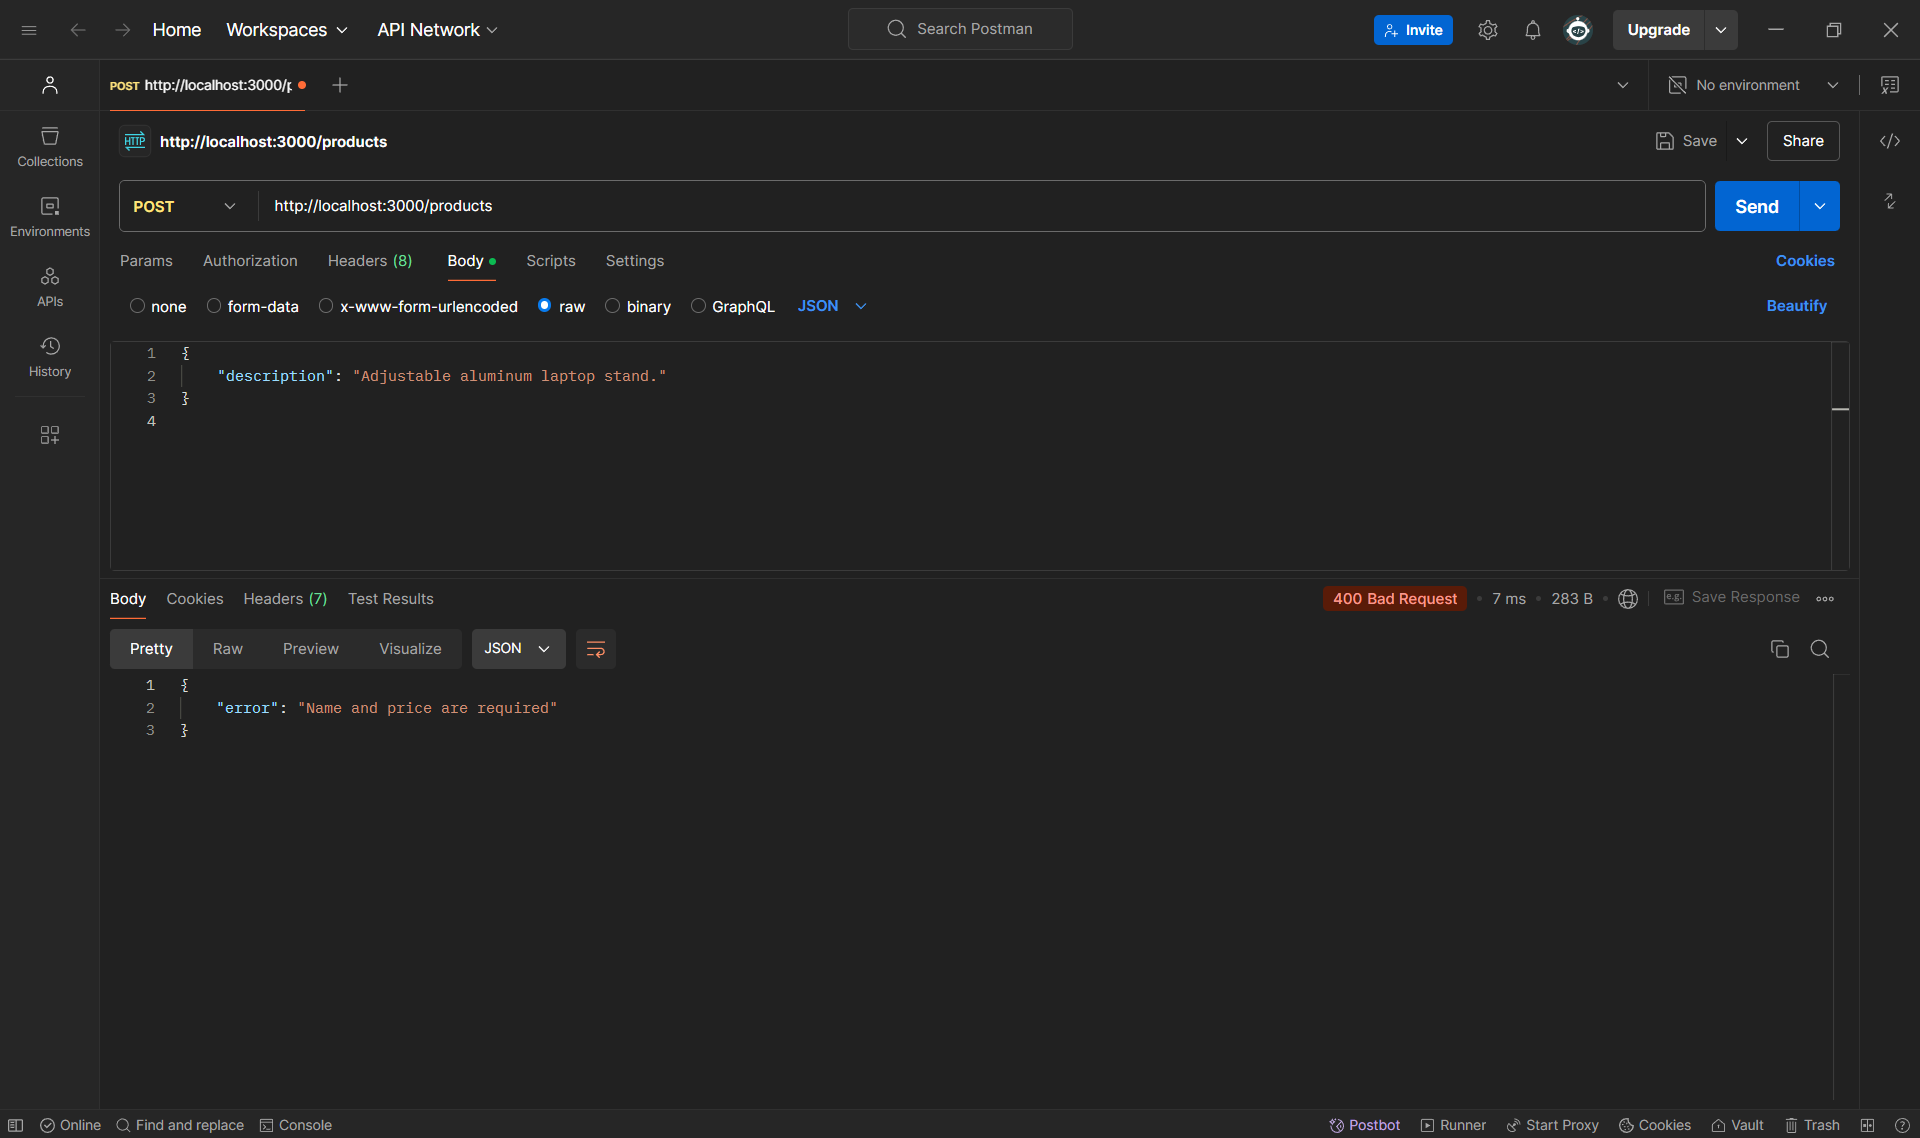 Home Workspaces API Network Search Postman Invite Upgrade
POST http://localhost:3000/p No environment
HTTP http://localhost:3000/products Save Share
Collections
Environments
APIs
History
POST http://localhost:3000/products Send
Params Authorization Headers (8) Body Scripts Settings Cookies
none form-data x-www-form-urlencoded raw binary GraphQL JSON Beautify
1 {
2 "description": "Adjustable aluminum laptop stand."
3 }
4
Body Cookies Headers (7) Test Results 400 Bad Request • 7 ms • 283 B • e.g. Save Response
Pretty Raw Preview Visualize JSON
1 {
2 "error": "Name and price are required"
3 }
Online Find and replace Console Postbot Runner Start Proxy Cookies Vault Trash